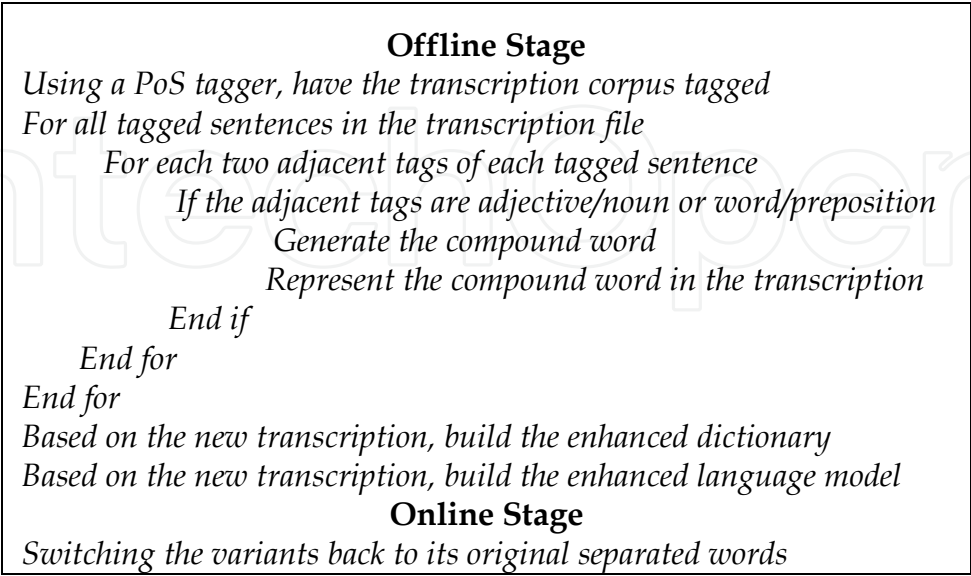 Offline Stage
Using a PoS tagger, have the transcription corpus tagged
For all tagged sentences in the transcription file
For each two adjacent tags of each tagged sentence
If the adjacent tags are adjective/noun or word/preposition
Generate the compound word
Represent the compound word in the transcription
End if
End for
End for
Based on the new transcription, build the enhanced dictionary
Based on the new transcription, build the enhanced language model
Online Stage
Switching the variants back to its original separated words